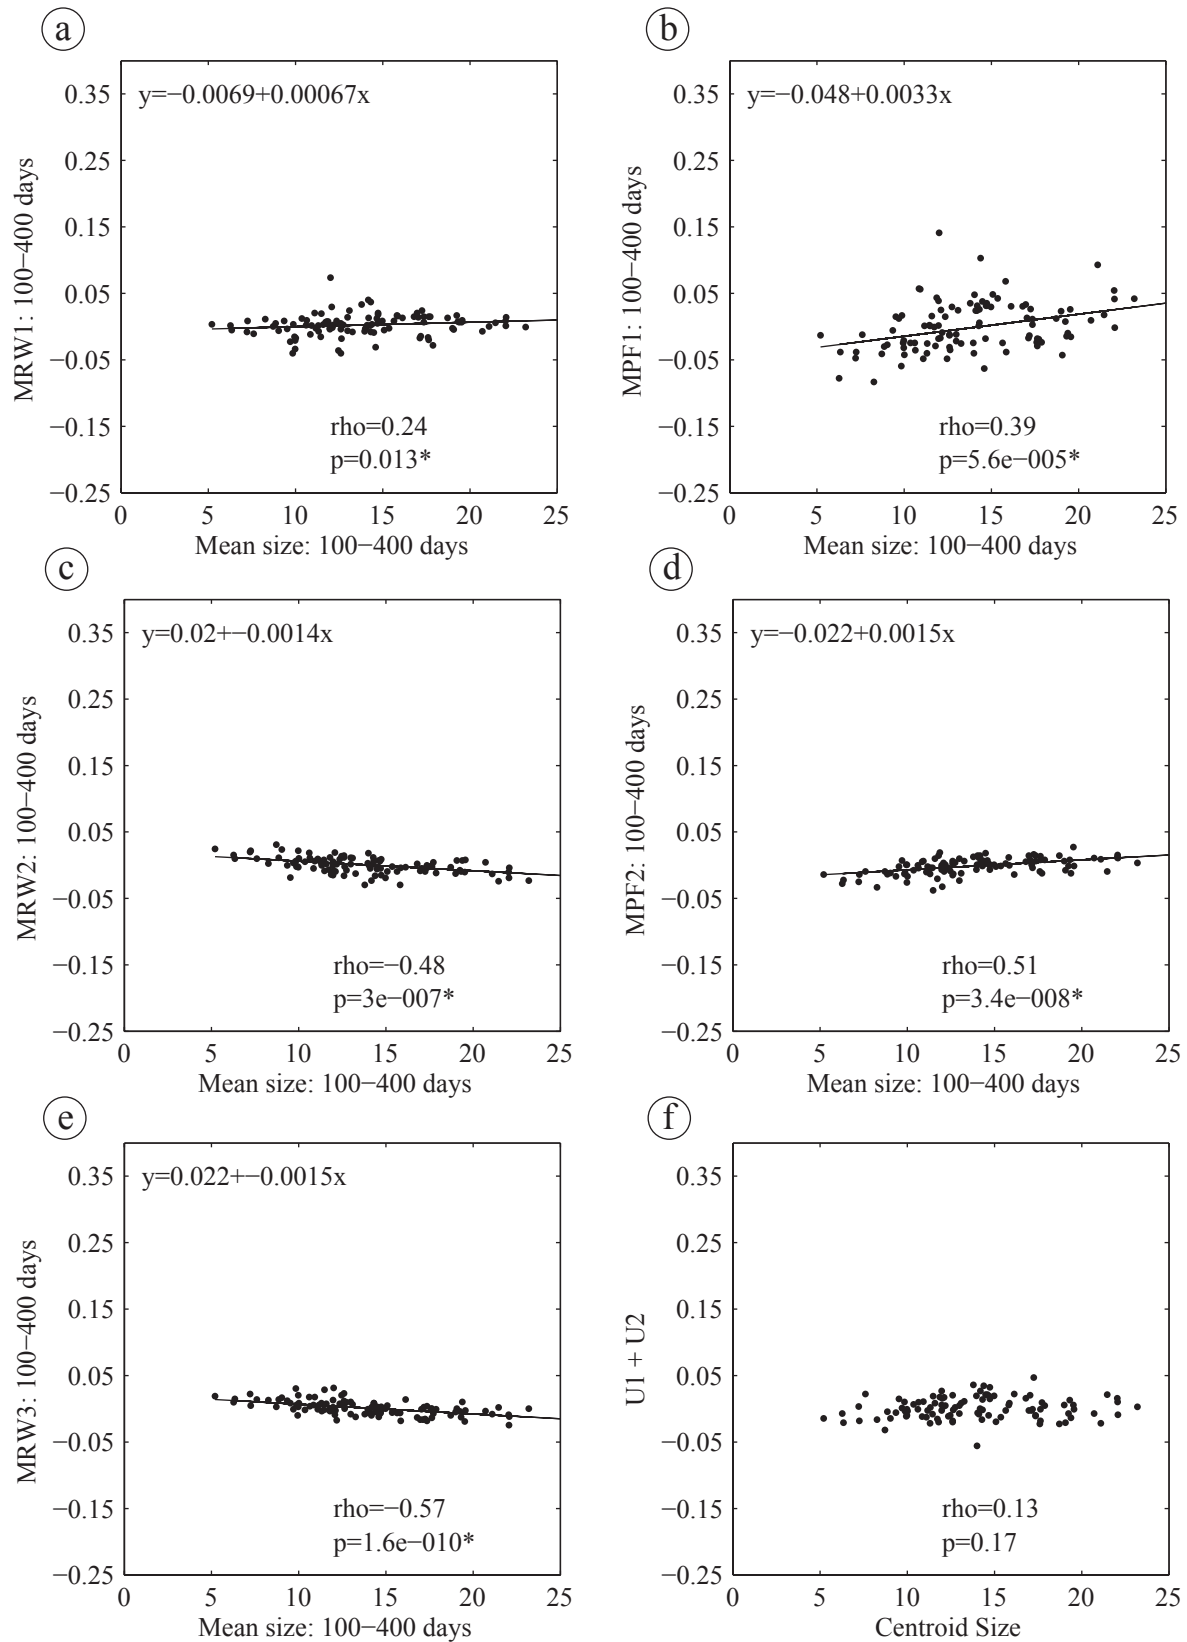 a
y=−0.0069+0.00067x
0.35
0.25
0.15
0.05
−0.05
−0.15
−0.25
MRW1: 100−400 days
rho=0.24
p=0.013*
0 5 10 15 20 25
Mean size: 100−400 days
b
y=−0.048+0.0033x
0.35
0.25
0.15
0.05
−0.05
−0.15
−0.25
MPF1: 100−400 days
rho=0.39
p=5.6e−005*
0 5 10 15 20 25
Mean size: 100−400 days
c
y=0.02+−0.0014x
0.35
0.25
0.15
0.05
−0.05
−0.15
−0.25
MRW2: 100−400 days
rho=−0.48
p=3e−007*
0 5 10 15 20 25
Mean size: 100−400 days
d
y=−0.022+0.0015x
0.35
0.25
0.15
0.05
−0.05
−0.15
−0.25
MPF2: 100−400 days
rho=0.51
p=3.4e−008*
0 5 10 15 20 25
Mean size: 100−400 days
e
y=0.022+−0.0015x
0.35
0.25
0.15
0.05
−0.05
−0.15
−0.25
MRW3: 100−400 days
rho=−0.57
p=1.6e−010*
0 5 10 15 20 25
Mean size: 100−400 days
f
0.35
0.25
0.15
0.05
−0.05
−0.15
−0.25
U1 + U2
rho=0.13
p=0.17
0 5 10 15 20 25
Centroid Size